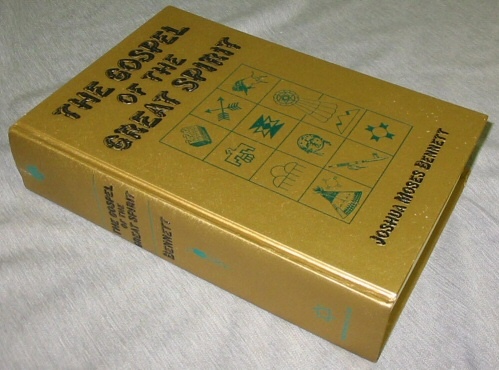 THE GOSPEL
OF THE
GREAT SPIRIT
JOSHUA MOSES BENNETT
THE GOSPEL
OF THE
GREAT SPIRIT
BENNETT